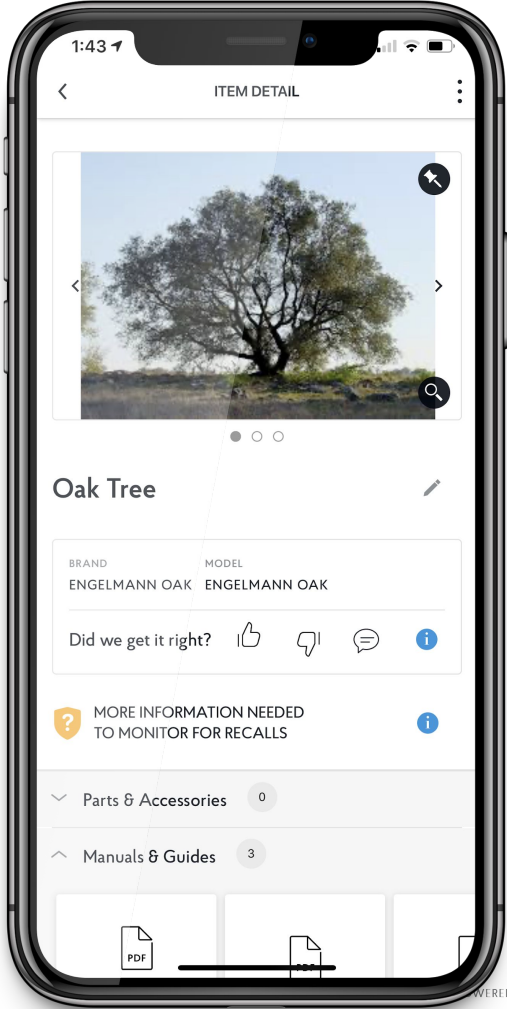 1:43
ITEM DETAIL
Oak Tree
BRAND MODEL
ENGELMANN OAK ENGELMANN OAK
Did we get it right?
MORE INFORMATION NEEDED
TO MONITOR FOR RECALLS
Parts & Accessories 0
Manuals & Guides 3
PDF PDF